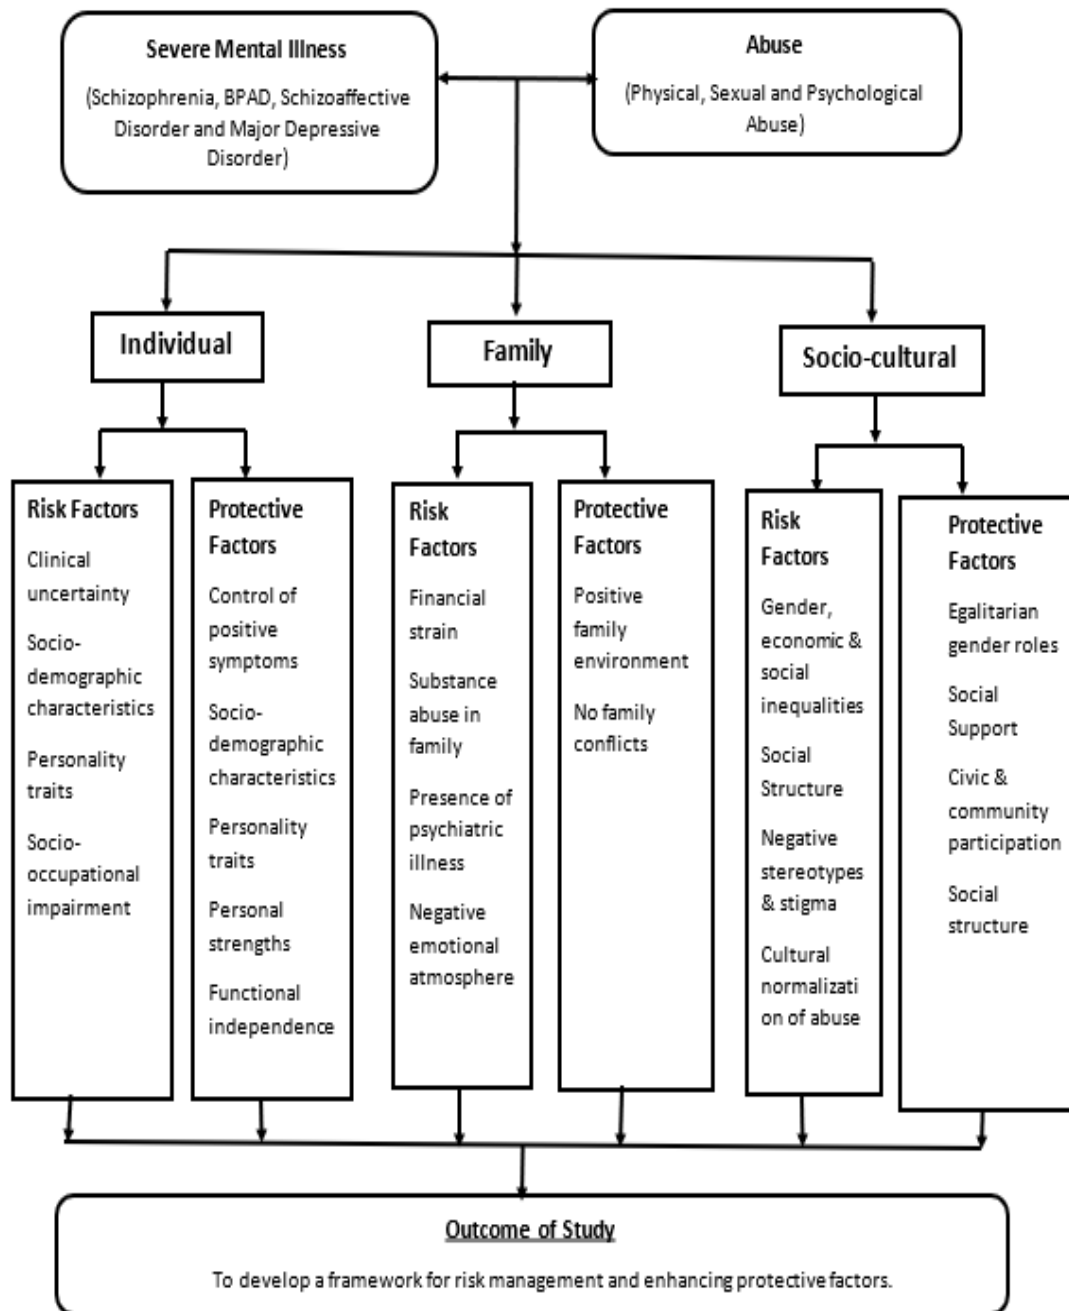 Severe Mental Illness
(Schizophrenia, BPAD, Schizoaffective
Disorder and Major Depressive
Disorder)
Abuse
(Physical, Sexual and Psychological
Abuse)
Individual
Family
Socio-cultural
Risk Factors
Clinical
uncertainty
Socio-
demographic
characteristics
Personality
traits
Socio-
occupational
impairment
Protective
Factors
Control of
positive
symptoms
Socio-
demographic
characteristics
Personality
traits
Personal
strengths
Functional
independence
Risk
Factors
Financial
strain
Substance
abuse in
family
Presence of
psychiatric
illness
Negative
emotional
atmosphere
Protective
Factors
Positive
family
environment
No family
conflicts
Risk
Factors
Gender,
economic &
social
inequalities
Social
Structure
Negative
stereotypes
& stigma
Cultural
normalizati
on of abuse
Protective
Factors
Egalitarian
gender roles
Social
Support
Civic &
community
participation
Social
structure
Outcome of Study
To develop a framework for risk management and enhancing protective factors.